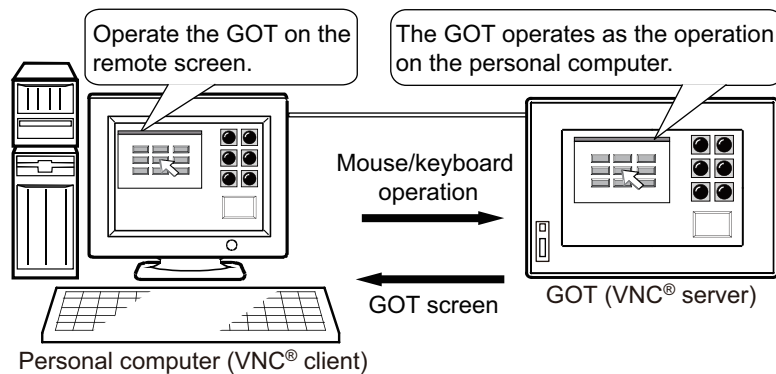 Operate the GOT on the
remote screen.
The GOT operates as the operation
on the personal computer.
Mouse/keyboard
operation
GOT screen
GOT (VNC® server)
Personal computer (VNC® client)